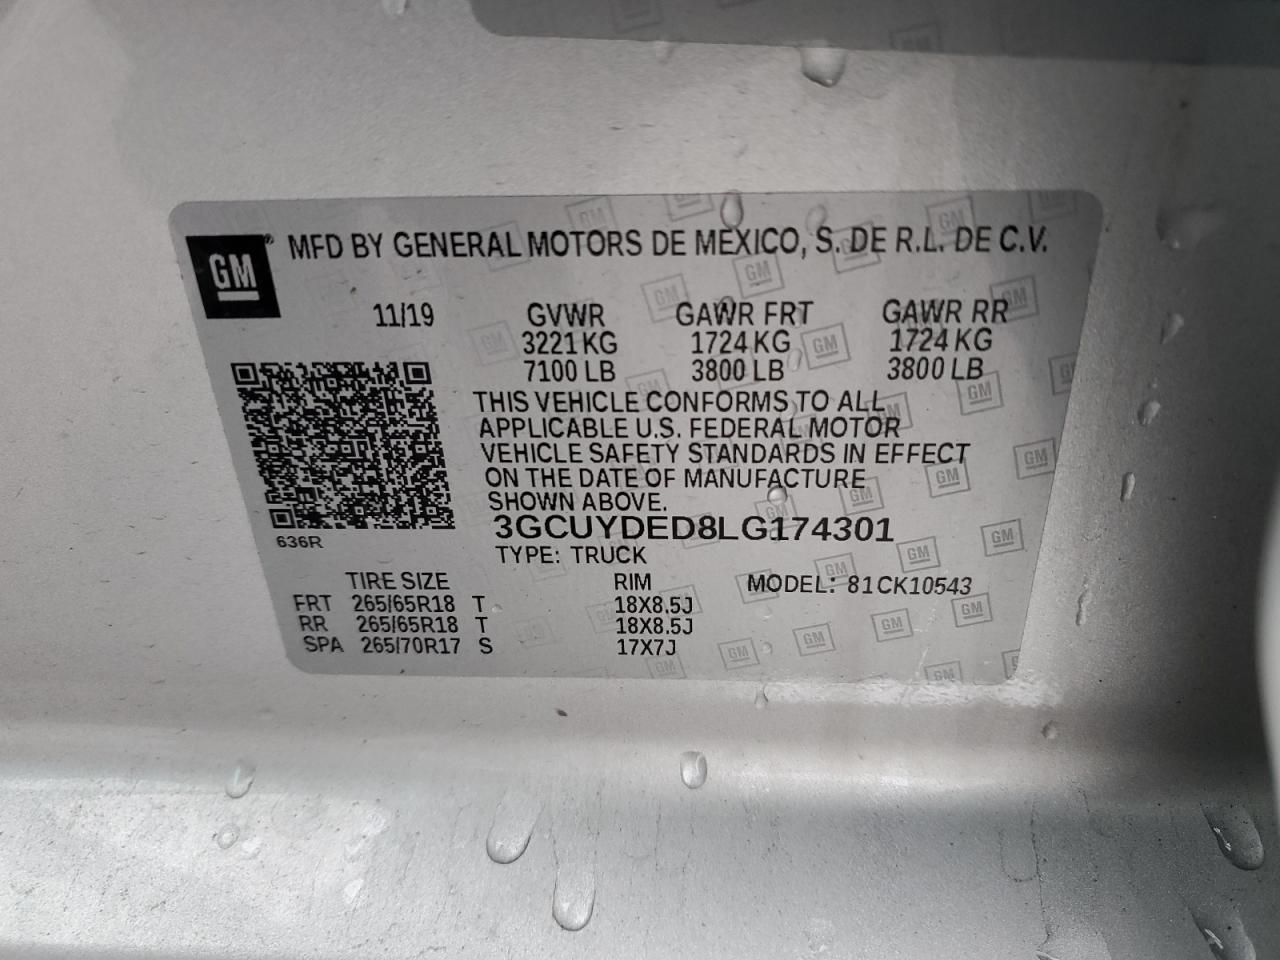 GM® MFD BY GENERAL MOTORS DE MEXICO, S. DE R.L. DE C.V.
11/19 GVWR GAWR FRT GAWR RR
3221 KG 1724 KG 1724 KG
7100 LB 3800 LB 3800 LB
THIS VEHICLE CONFORMS TO ALL
APPLICABLE U.S. FEDERAL MOTOR
VEHICLE SAFETY STANDARDS IN EFFECT
ON THE DATE OF MANUFACTURE
SHOWN ABOVE.
3GCUYDED8LG174301
636R
TYPE: TRUCK
TIRE SIZE RIM MODEL: 81CK10543
FRT 265/65R18 T 18X8.5J
RR 265/65R18 T 18X8.5J
SPA 265/70R17 S 17X7J